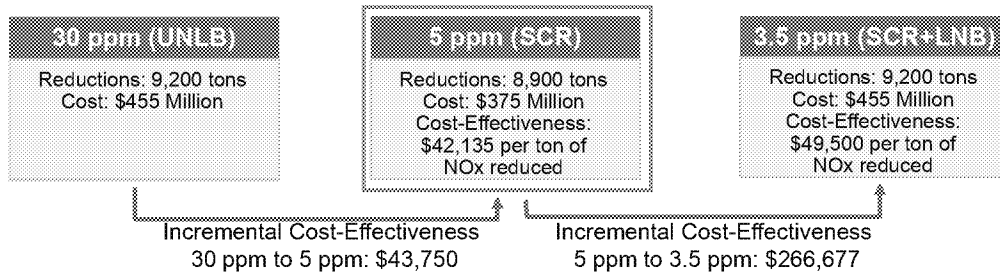 30 ppm (UNLB)
Reductions: 9,200 tons
Cost: $455 Million
5 ppm (SCR)
Reductions: 8,900 tons
Cost: $375 Million
Cost-Effectiveness:
$42,135 per ton of
NOx reduced
3.5 ppm (SCR+LNB)
Reductions: 9,200 tons
Cost: $455 Million
Cost-Effectiveness:
$49,500 per ton of
NOx reduced
Incremental Cost-Effectiveness
30 ppm to 5 ppm: $43,750
Incremental Cost-Effectiveness
5 ppm to 3.5 ppm: $266,677